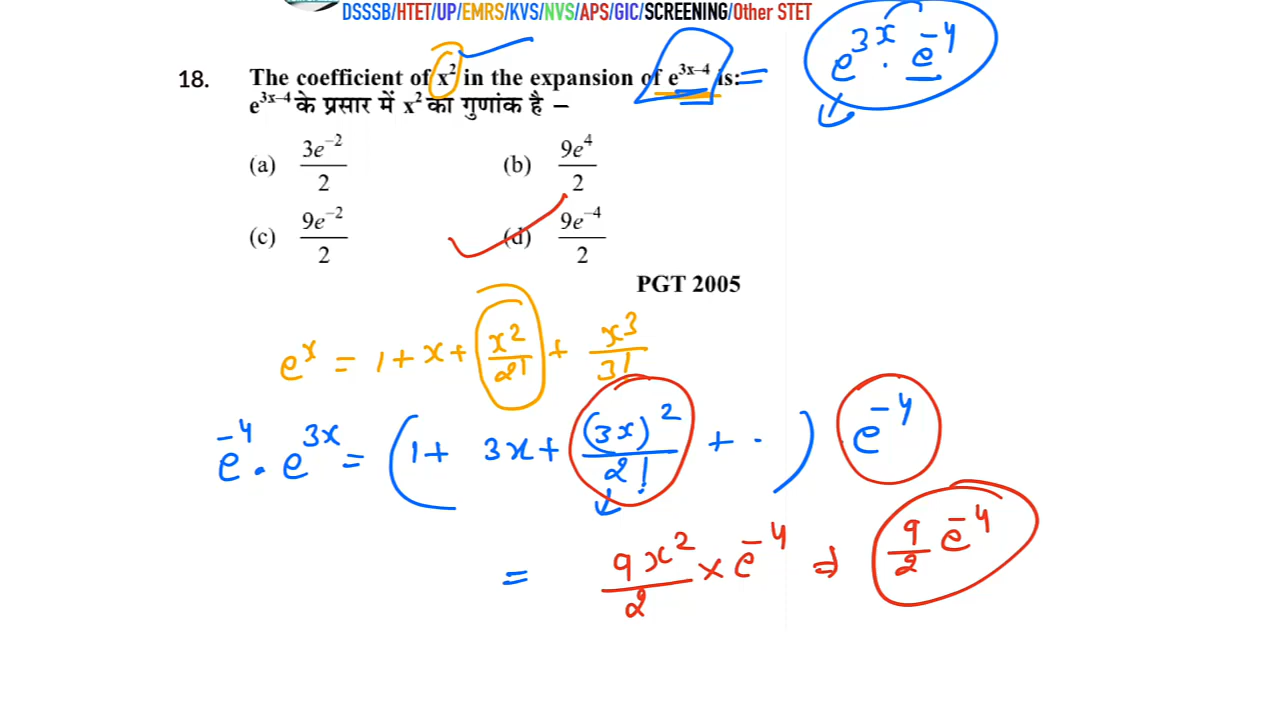 DSSSB/HTET/UP/EMRS/KVS/NVS/APS/GIC/SCREENING/Other STET
e^{3x} · e^{-4}
18. The coefficient of x² in the expansion of e^{3x–4} is: =
e^{3x–4} के प्रसार में x² का गुणांक है –
(a) 3e^{–2}/2 (b) 9e^{4}/2
(c) 9e^{–2}/2 (d) 9e^{–4}/2
PGT 2005
e^x = 1 + x + x²/2! + x³/3!
e^{-4} · e^{3x} = (1 + 3x + (3x)²/2! + ·) e^{-4}
= 9x²/2 × e^{-4} ⇒ 9/2 e^{-4}